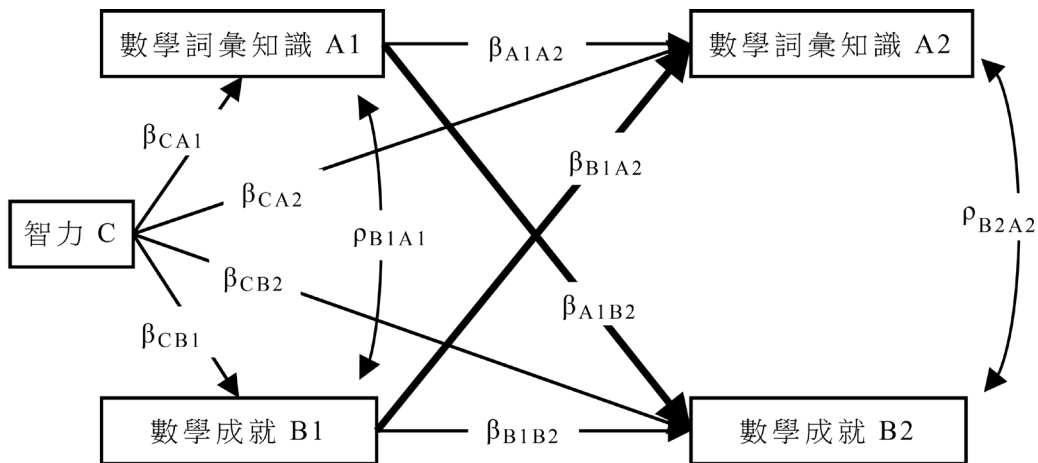 數學詞彙知識 A1
βA1A2
數學詞彙知識 A2
βCA1
βB1A2
βCA2
智力 C
ρB1A1
ρB2A2
βCB2
βA1B2
βCB1
數學成就 B1
βB1B2
數學成就 B2